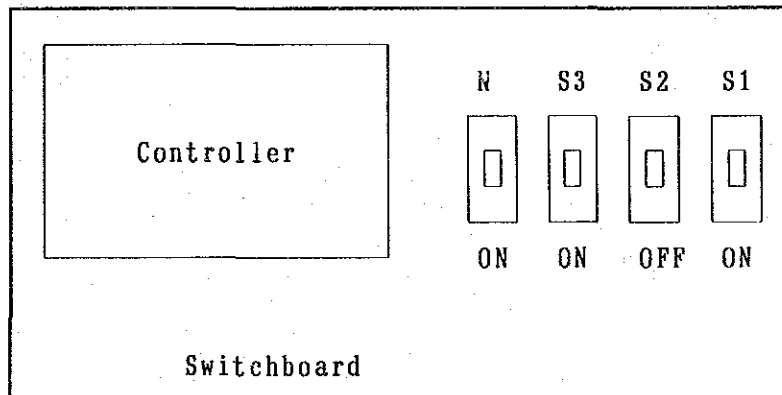 N S3 S2 S1
Controller
ON ON OFF ON
Switchboard